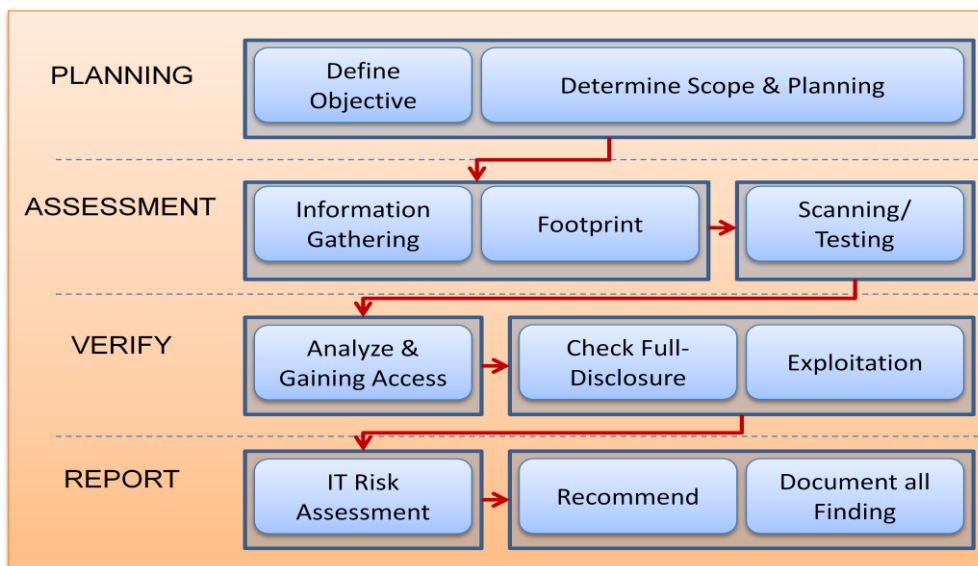 PLANNING
Define
Objective
Determine Scope & Planning
ASSESSMENT
Information
Gathering
Footprint
Scanning/
Testing
VERIFY
Analyze &
Gaining Access
Check Full-
Disclosure
Exploitation
REPORT
IT Risk
Assessment
Recommend
Document all
Finding